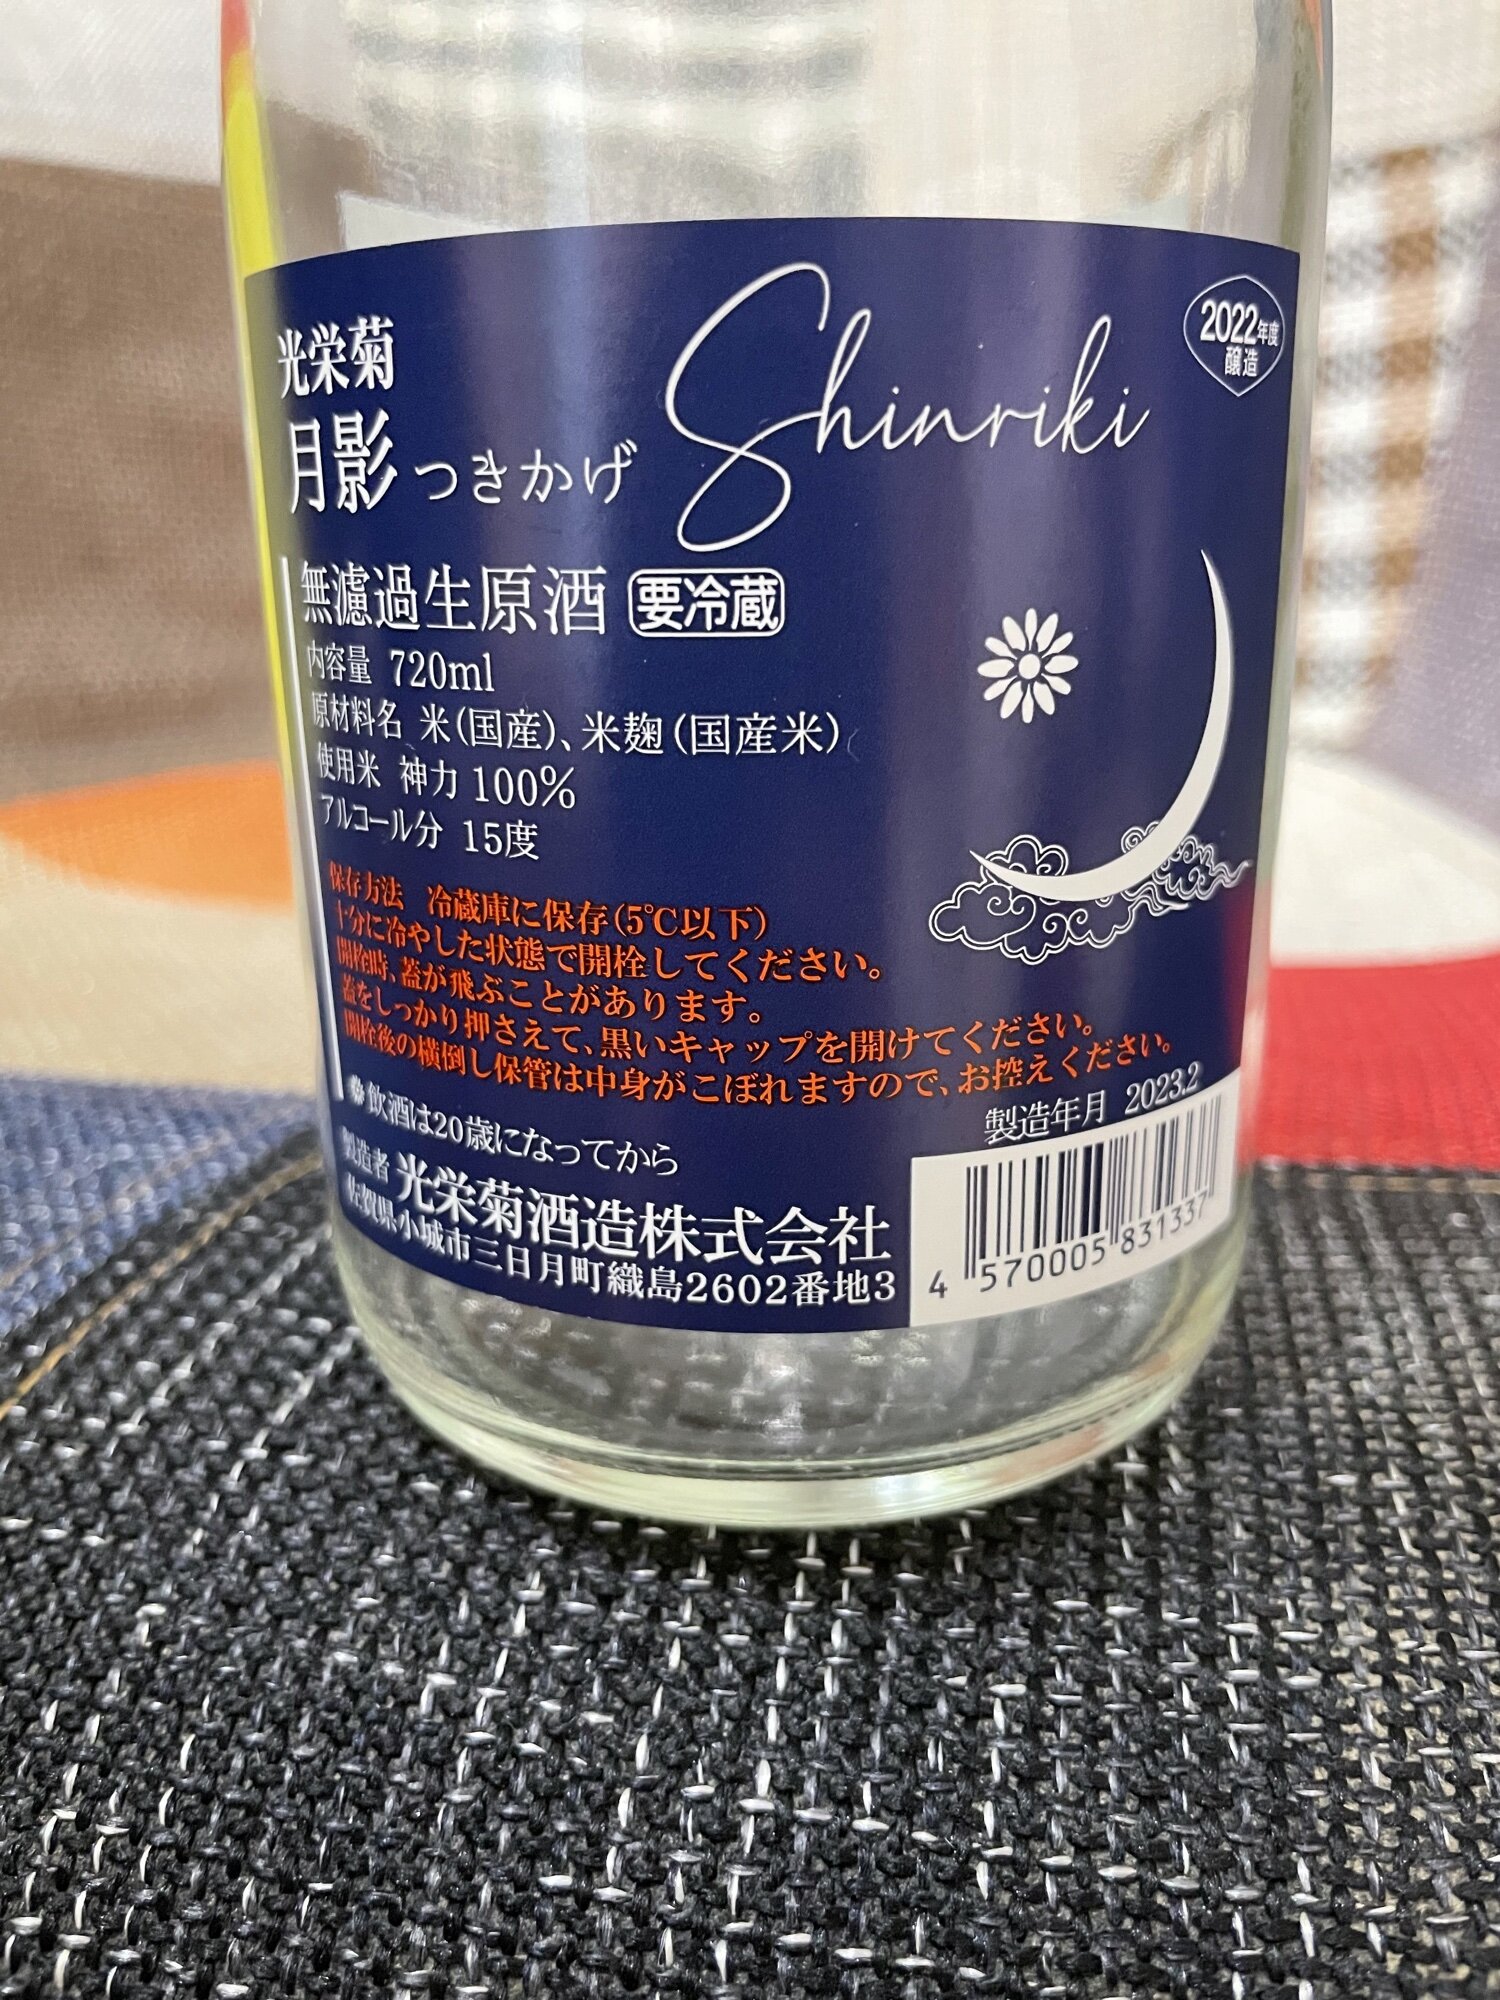 光栄菊
月影 つきかげ
Shinriki
2022年度
醸造
無濾過生原酒 要冷蔵
内容量 720ml
原材料名 米(国産)、米麹(国産米)
使用米 神力100%
アルコール分 15度
保存方法 冷蔵庫に保存(5℃以下)
十分に冷やした状態で開栓してください。
開栓時、蓋が飛ぶことがあります。
蓋をしっかり押さえて、黒いキャップを開けてください。
開栓後の横倒し保管は中身がこぼれますので、お控えください。
飲酒は20歳になってから
製造年月 2023.2
製造者 光栄菊酒造株式会社
佐賀県小城市三日月町織島2602番地3
4 570005 831337